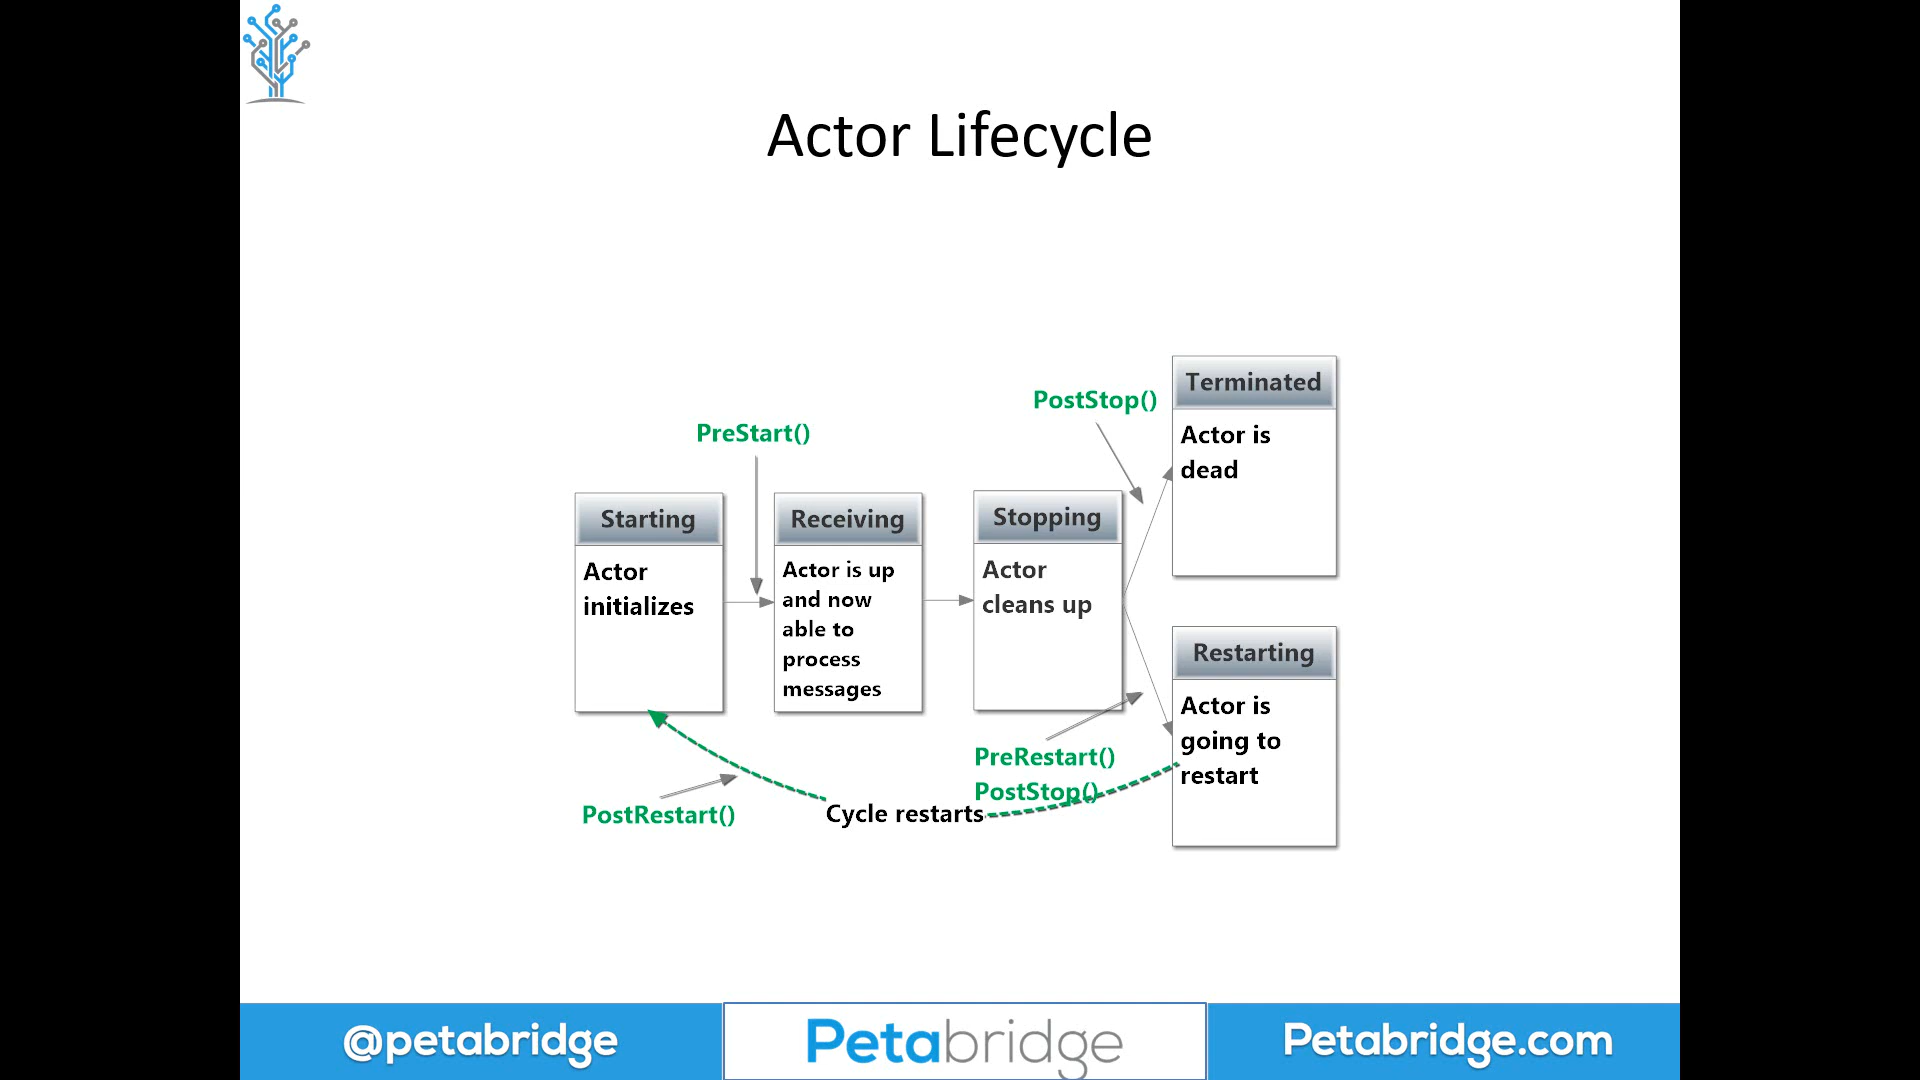 Actor Lifecycle
PreStart()
PostStop()
Starting
Actor
initializes
Receiving
Actor is up
and now
able to
process
messages
Stopping
Actor
cleans up
Terminated
Actor is
dead
Restarting
Actor is
going to
restart
PreRestart()
PostStop()
PostRestart()
Cycle restarts
@petabridge
Petabridge
Petabridge.com